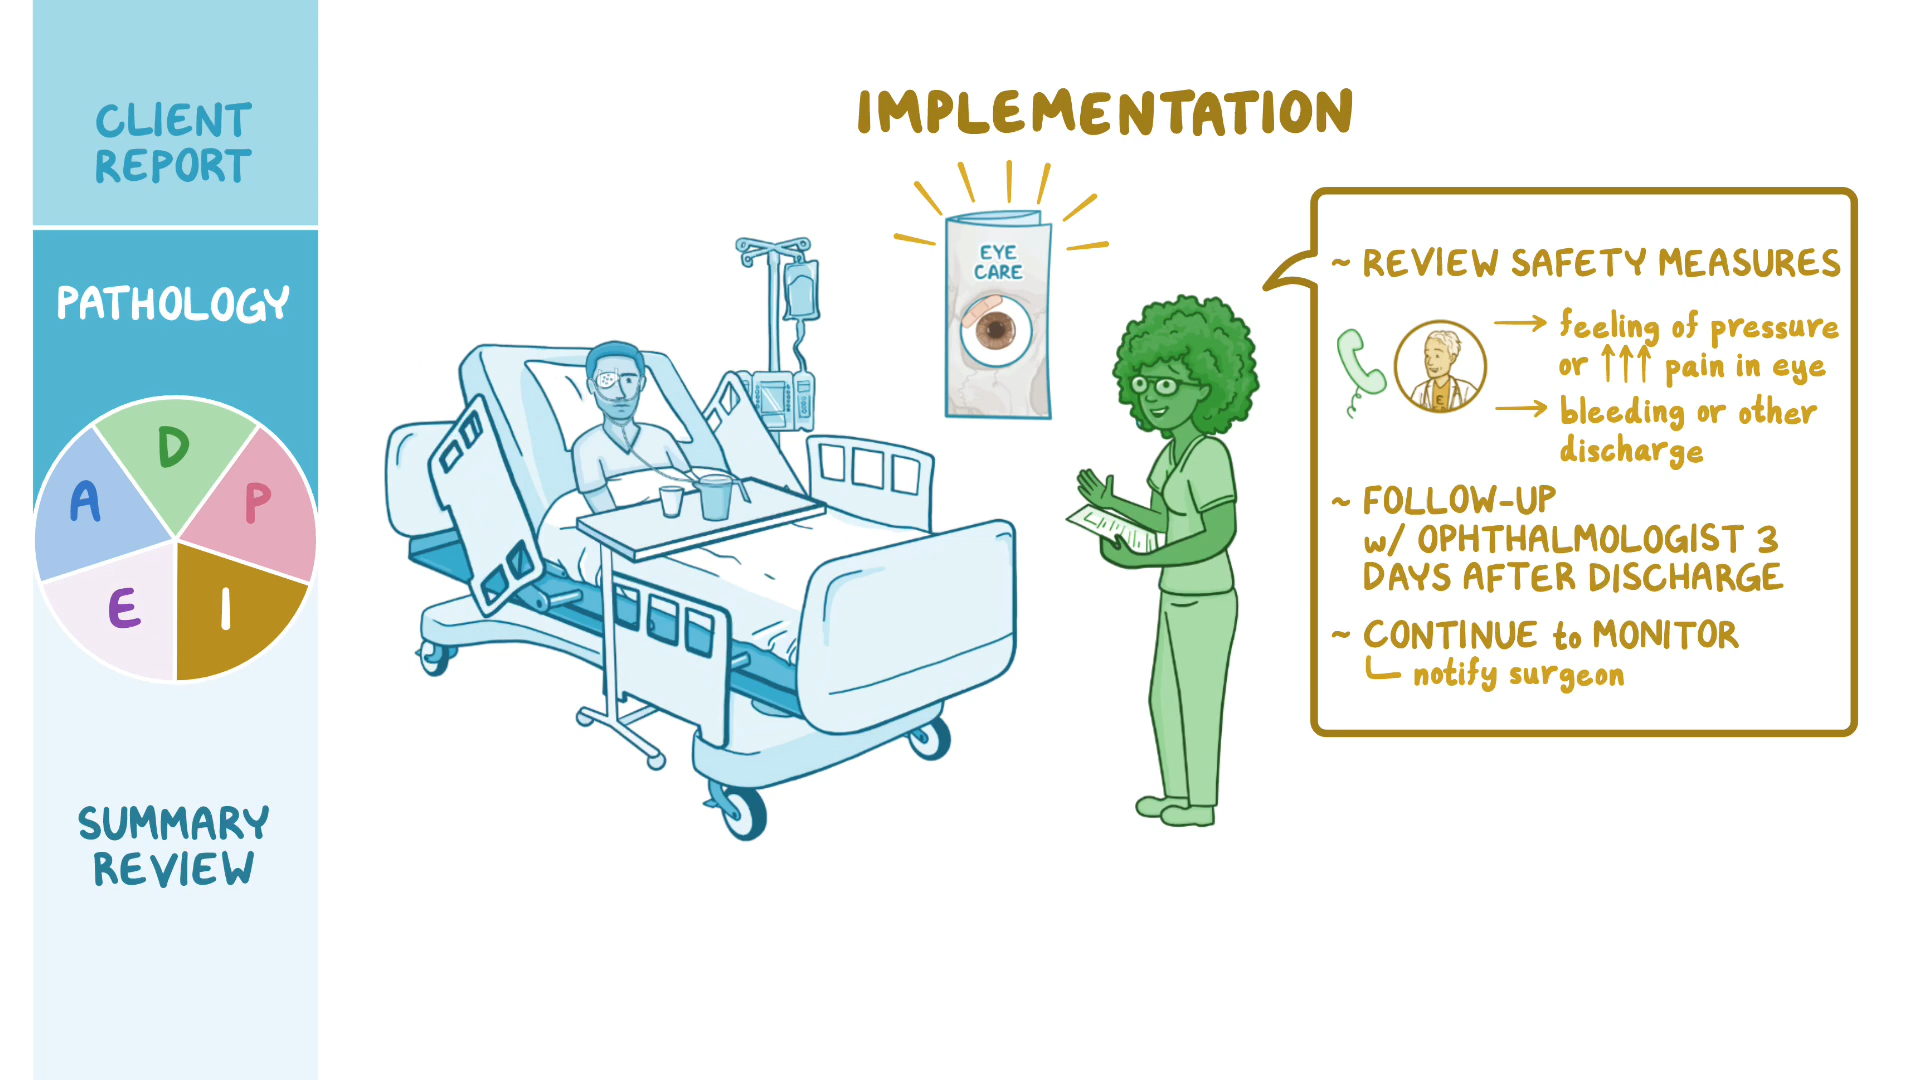 CLIENT
REPORT
PATHOLOGY
A
D
P
E
I
SUMMARY
REVIEW
IMPLEMENTATION
EYE
CARE
~ REVIEW SAFETY MEASURES
→ feeling of pressure
or ↑↑↑ pain in eye
→ bleeding or other
discharge
~ FOLLOW-UP
w/ OPHTHALMOLOGIST 3
DAYS AFTER DISCHARGE
~ CONTINUE to MONITOR
notify surgeon